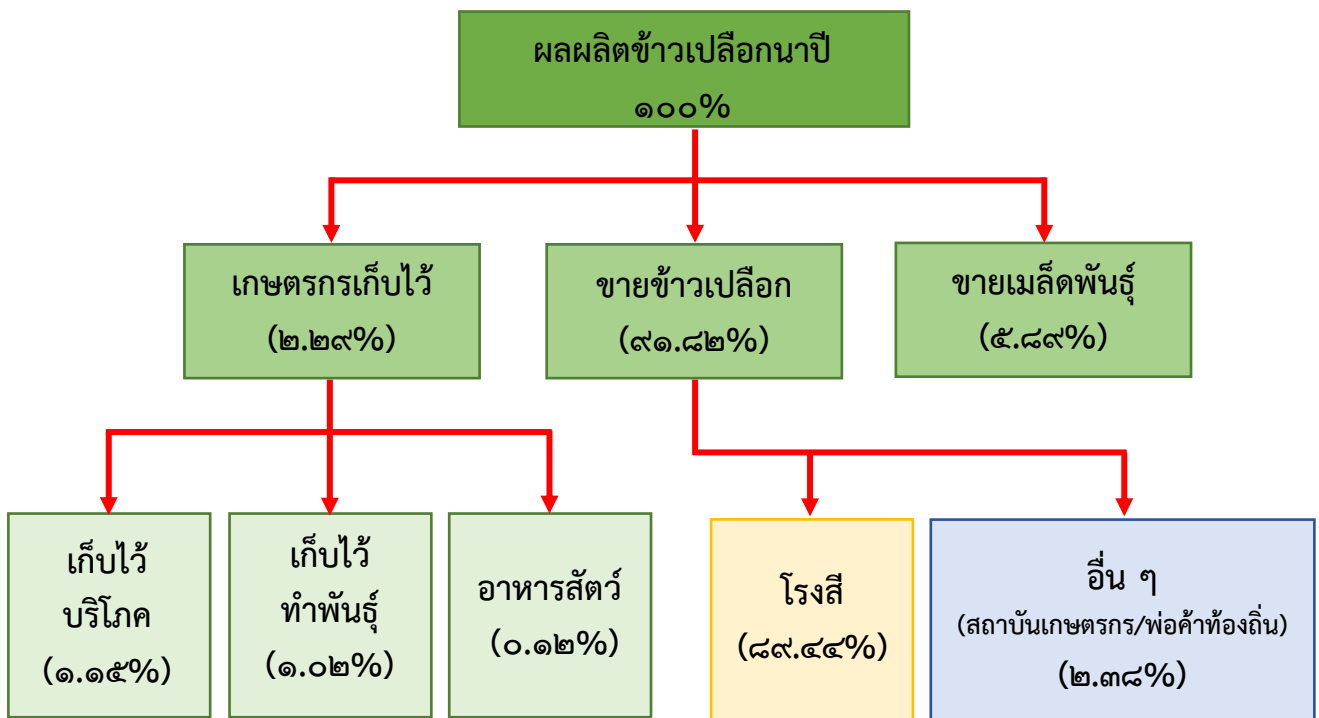 ผลผลิตข้าวเปลือกนาปี
๑๐๐%
เกษตรกรเก็บไว้
(๒.๒๙%)
ขายข้าวเปลือก
(๙๑.๘๒%)
ขายเมล็ดพันธุ์
(๕.๘๙%)
เก็บไว้
บริโภค
(๑.๑๕%)
เก็บไว้
ทำพันธุ์
(๑.๐๒%)
อาหารสัตว์
(๐.๑๒%)
โรงสี
(๘๙.๔๔%)
อื่น ๆ
(สถาบันเกษตรกร/พ่อค้าท้องถิ่น)
(๒.๓๘%)